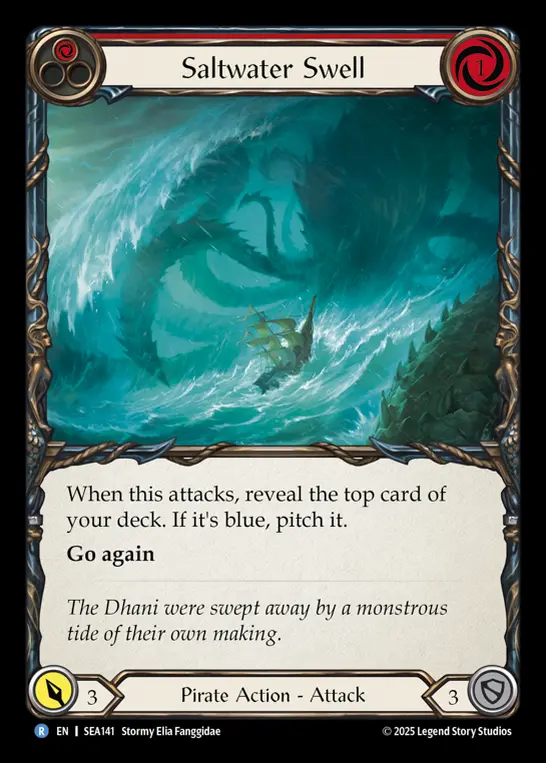 Saltwater Swell
1
When this attacks, reveal the top card of
your deck. If it's blue, pitch it.
Go again
The Dhani were swept away by a monstrous
tide of their own making.
3
Pirate Action - Attack
3
R EN | SEA141 Stormy Elia Fanggidae
© 2025 Legend Story Studios